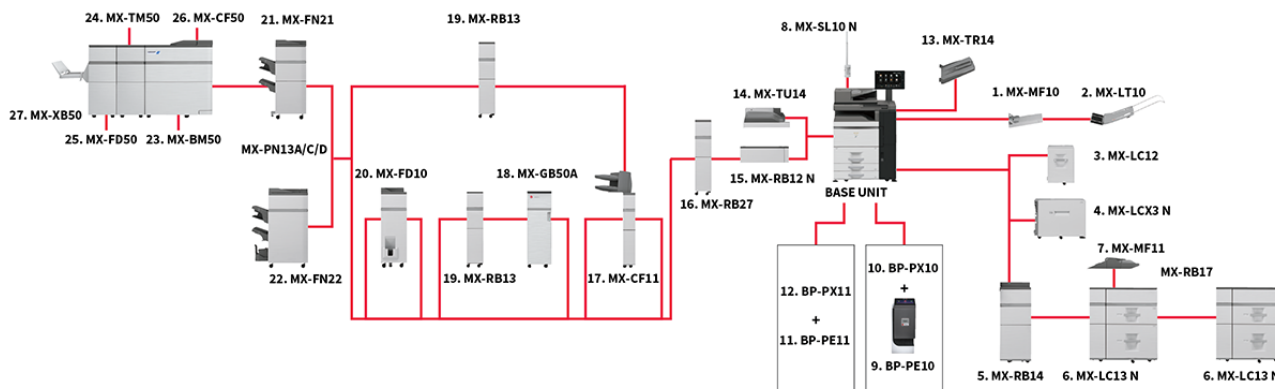 24. MX-TM50
26. MX-CF50
21. MX-FN21
19. MX-RB13
8. MX-SL10 N
13. MX-TR14
14. MX-TU14
1. MX-MF10
2. MX-LT10
27. MX-XB50
25. MX-FD50
23. MX-BM50
MX-PN13A/C/D
3. MX-LC12
20. MX-FD10
18. MX-GB50A
15. MX-RB12 N
BASE UNIT
16. MX-RB27
4. MX-LCX3 N
7. MX-MF11
MX-RB17
22. MX-FN22
19. MX-RB13
17. MX-CF11
12. BP-PX11
+
11. BP-PE11
10. BP-PX10
+
9. BP-PE10
5. MX-RB14
6. MX-LC13 N
6. MX-LC13 N